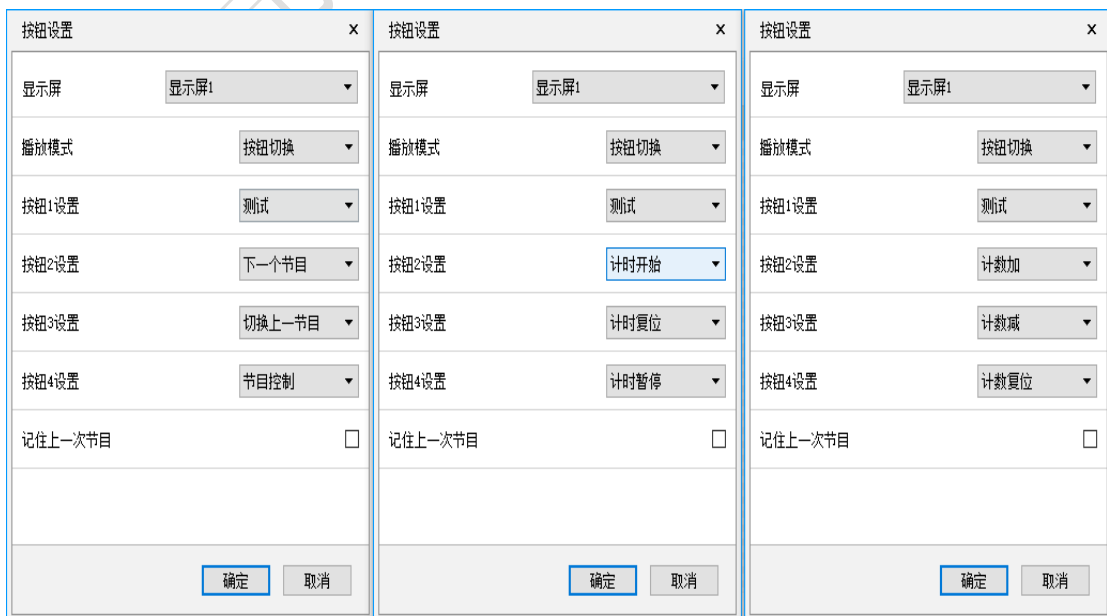 按钮设置 x
显示屏 显示屏1
播放模式 按钮切换
按钮1设置 测试
按钮2设置 下一个节目
按钮3设置 切换上一节目
按钮4设置 节目控制
记住上一次节目
确定 取消
按钮设置 x
显示屏 显示屏1
播放模式 按钮切换
按钮1设置 测试
按钮2设置 计时开始
按钮3设置 计时复位
按钮4设置 计时暂停
记住上一次节目
确定 取消
按钮设置 x
显示屏 显示屏1
播放模式 按钮切换
按钮1设置 测试
按钮2设置 计数加
按钮3设置 计数减
按钮4设置 计数复位
记住上一次节目
确定 取消